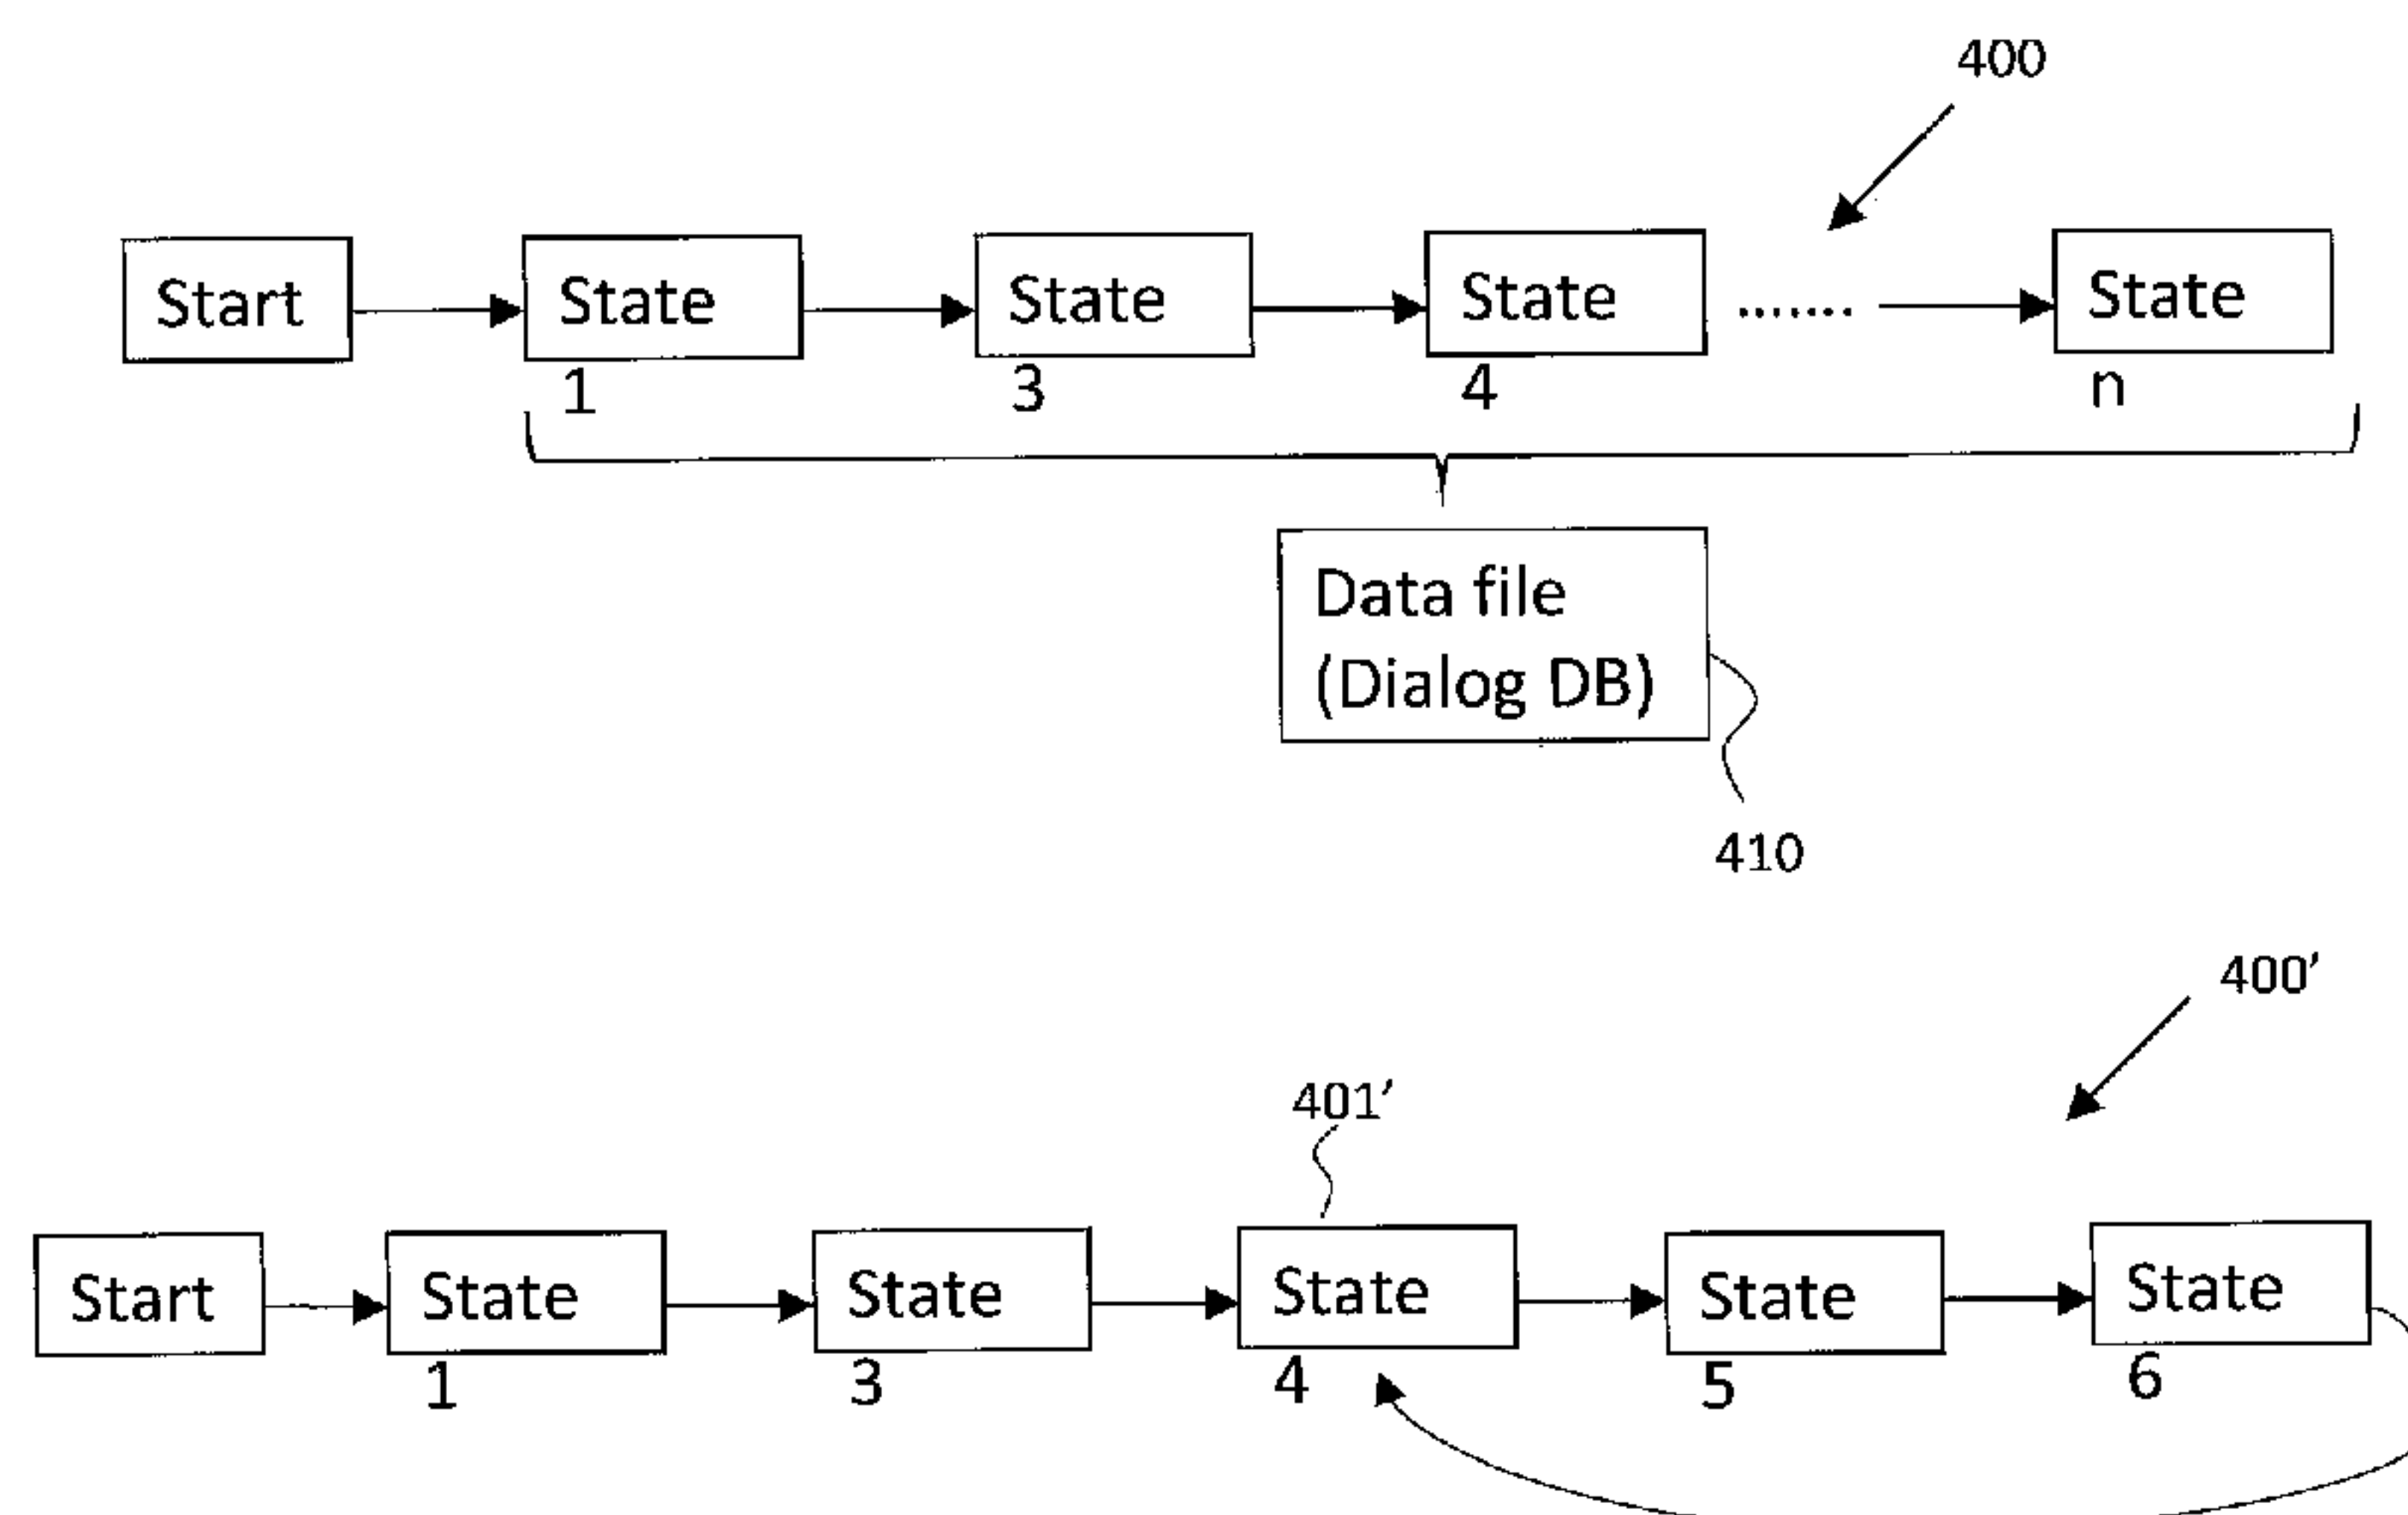 400
Start
State
State
State
.......
State
1
3
4
n
Data file
(Dialog DB)
410
400’
401’
Start
State
State
State
State
State
1
3
4
5
6